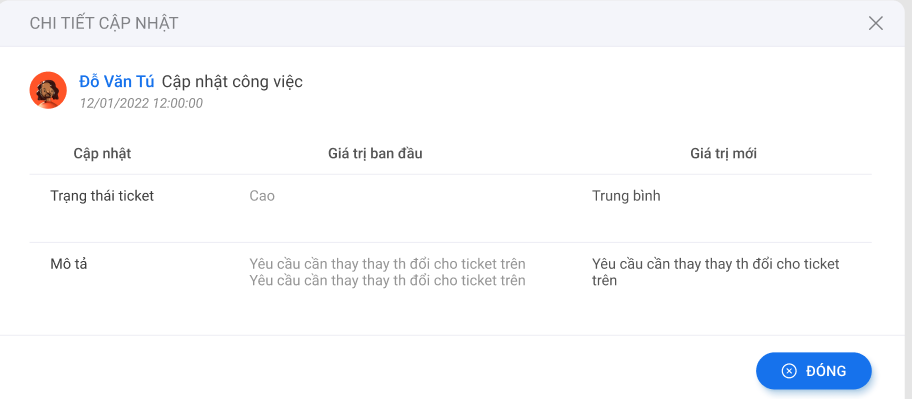 CHI TIẾT CẬP NHẬT
Đỗ Văn Tú Cập nhật công việc
12/01/2022 12:00:00
Cập nhật Giá trị ban đầu Giá trị mới
Trạng thái ticket Cao Trung bình
Mô tả Yêu cầu cần thay thay th đổi cho ticket trên Yêu cầu cần thay thay th đổi cho ticket
Yêu cầu cần thay thay th đổi cho ticket trên trên
ĐÓNG